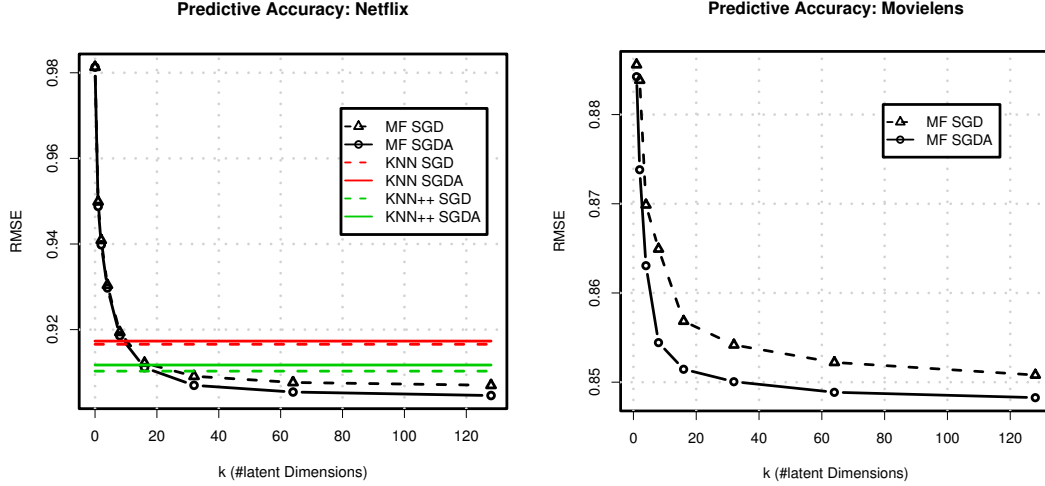 Predictive Accuracy: Netflix
RMSE
0.98
0.96
0.94
0.92
MF SGD
MF SGDA
KNN SGD
KNN SGDA
KNN++ SGD
KNN++ SGDA
0 20 40 60 80 100 120
k (#latent Dimensions)
Predictive Accuracy: Movielens
RMSE
0.88
0.87
0.86
0.85
MF SGD
MF SGDA
0 20 40 60 80 100 120
k (#latent Dimensions)